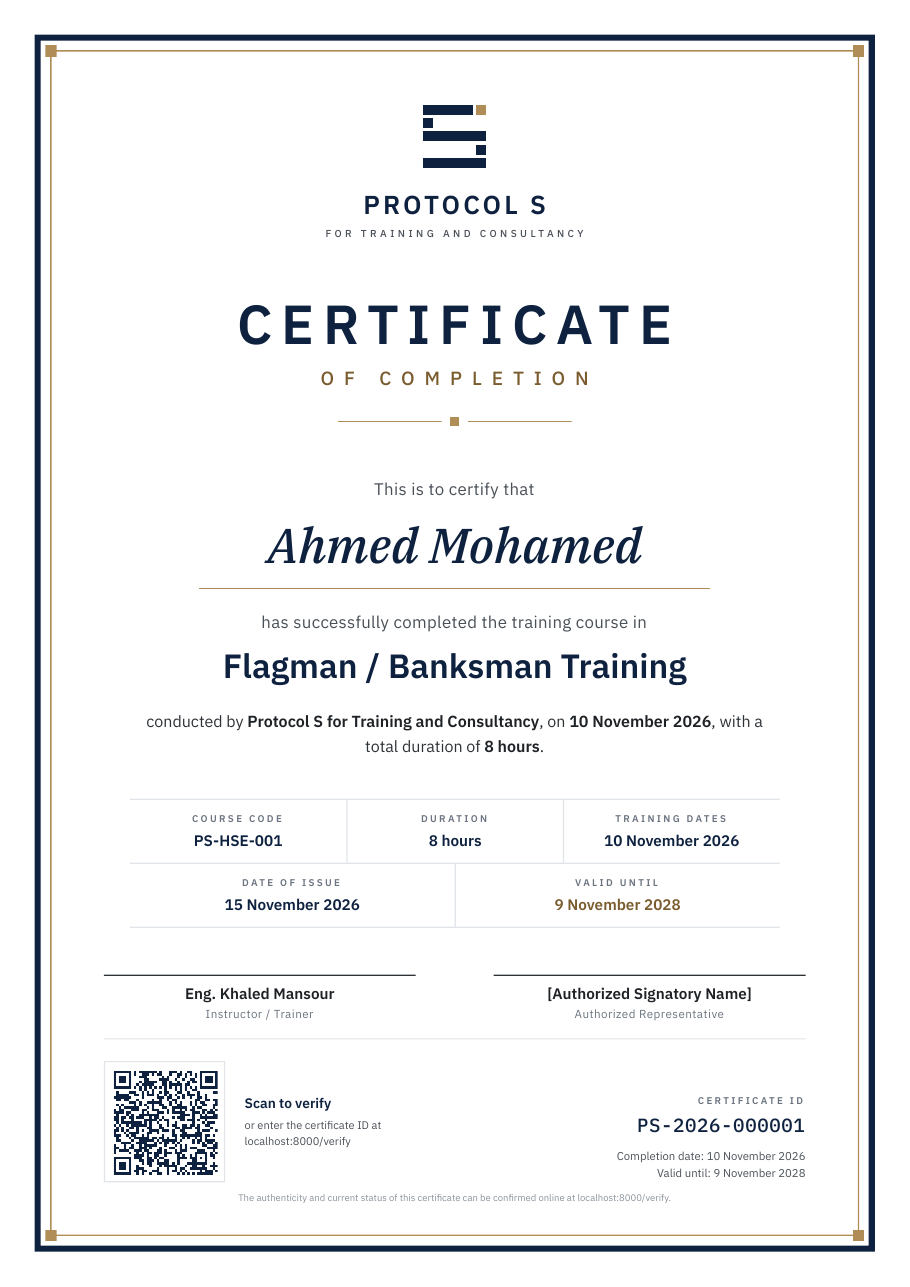 PROTOCOL S
FOR TRAINING AND CONSULTANCY
CERTIFICATE
OF COMPLETION
This is to certify that
Ahmed Mohamed
has successfully completed the training course in
Flagman / Banksman Training
conducted by Protocol S for Training and Consultancy, on 10 November 2026, with a
total duration of 8 hours.
COURSE CODE
PS-HSE-001
DURATION
8 hours
TRAINING DATES
10 November 2026
DATE OF ISSUE
15 November 2026
VALID UNTIL
9 November 2028
Eng. Khaled Mansour
Instructor / Trainer
[Authorized Signatory Name]
Authorized Representative
Scan to verify
or enter the certificate ID at
localhost:8000/verify
CERTIFICATE ID
PS-2026-000001
Completion date: 10 November 2026
Valid until: 9 November 2028
The authenticity and current status of this certificate can be confirmed online at localhost:8000/verify.